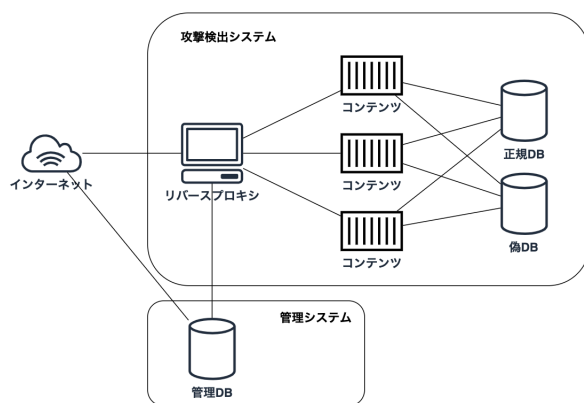 攻撃検出システム
コンテンツ
正規DB
インターネット
リバースプロキシ
コンテンツ
偽DB
コンテンツ
管理システム
管理DB